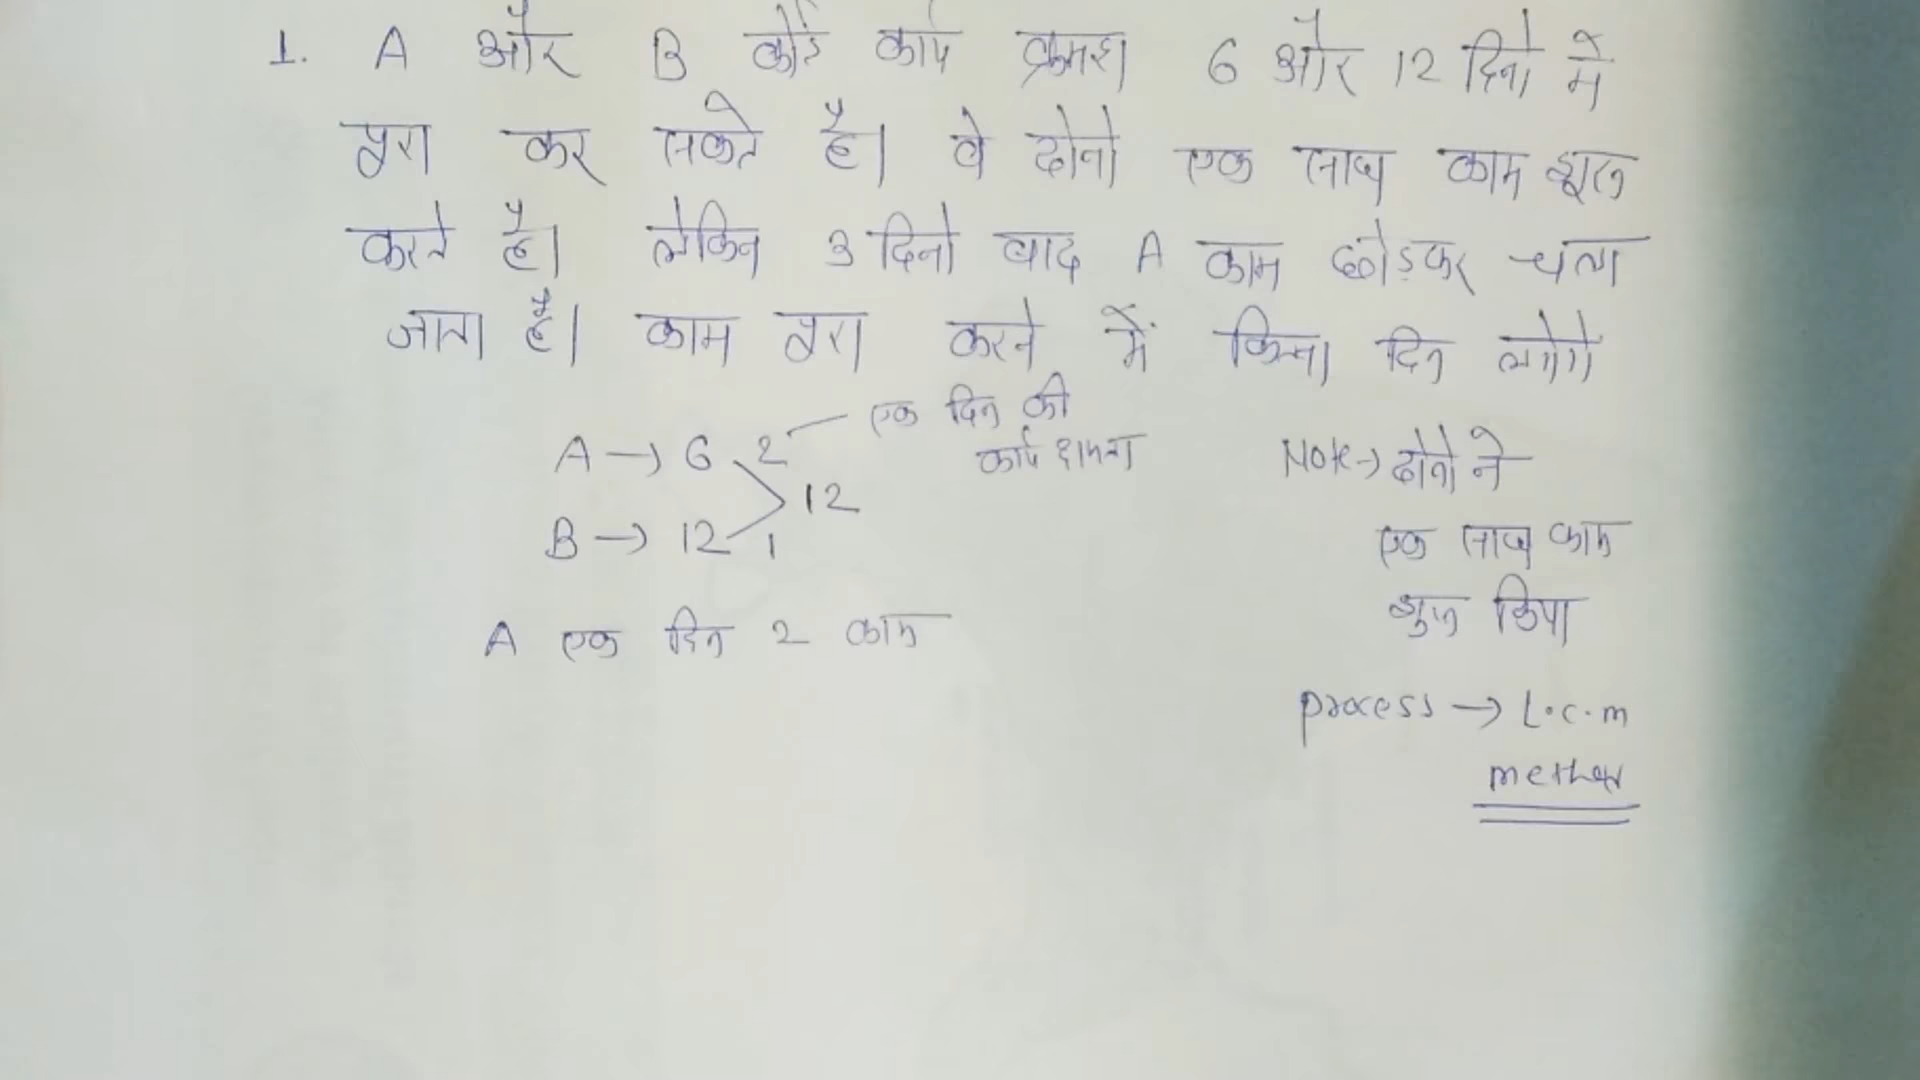 1. A और B कोई कार्य क्रमश 6 और 12 दिनो मे
पुरा कर सकते है। वे दोनो एक साथ काम शुरू
करते है। लेकिन 3 दिनो बाद A काम छोड़कर चला
जाता है। काम पुरा करने में कितना दिन लगेगे
A → 6 2 एक दिन की
कार्य क्षमता
12
B → 12 1
A एक दिन 2 काम
Note → दोनो ने
एक साथ काम
शुरू किया
process → L.C.m
method